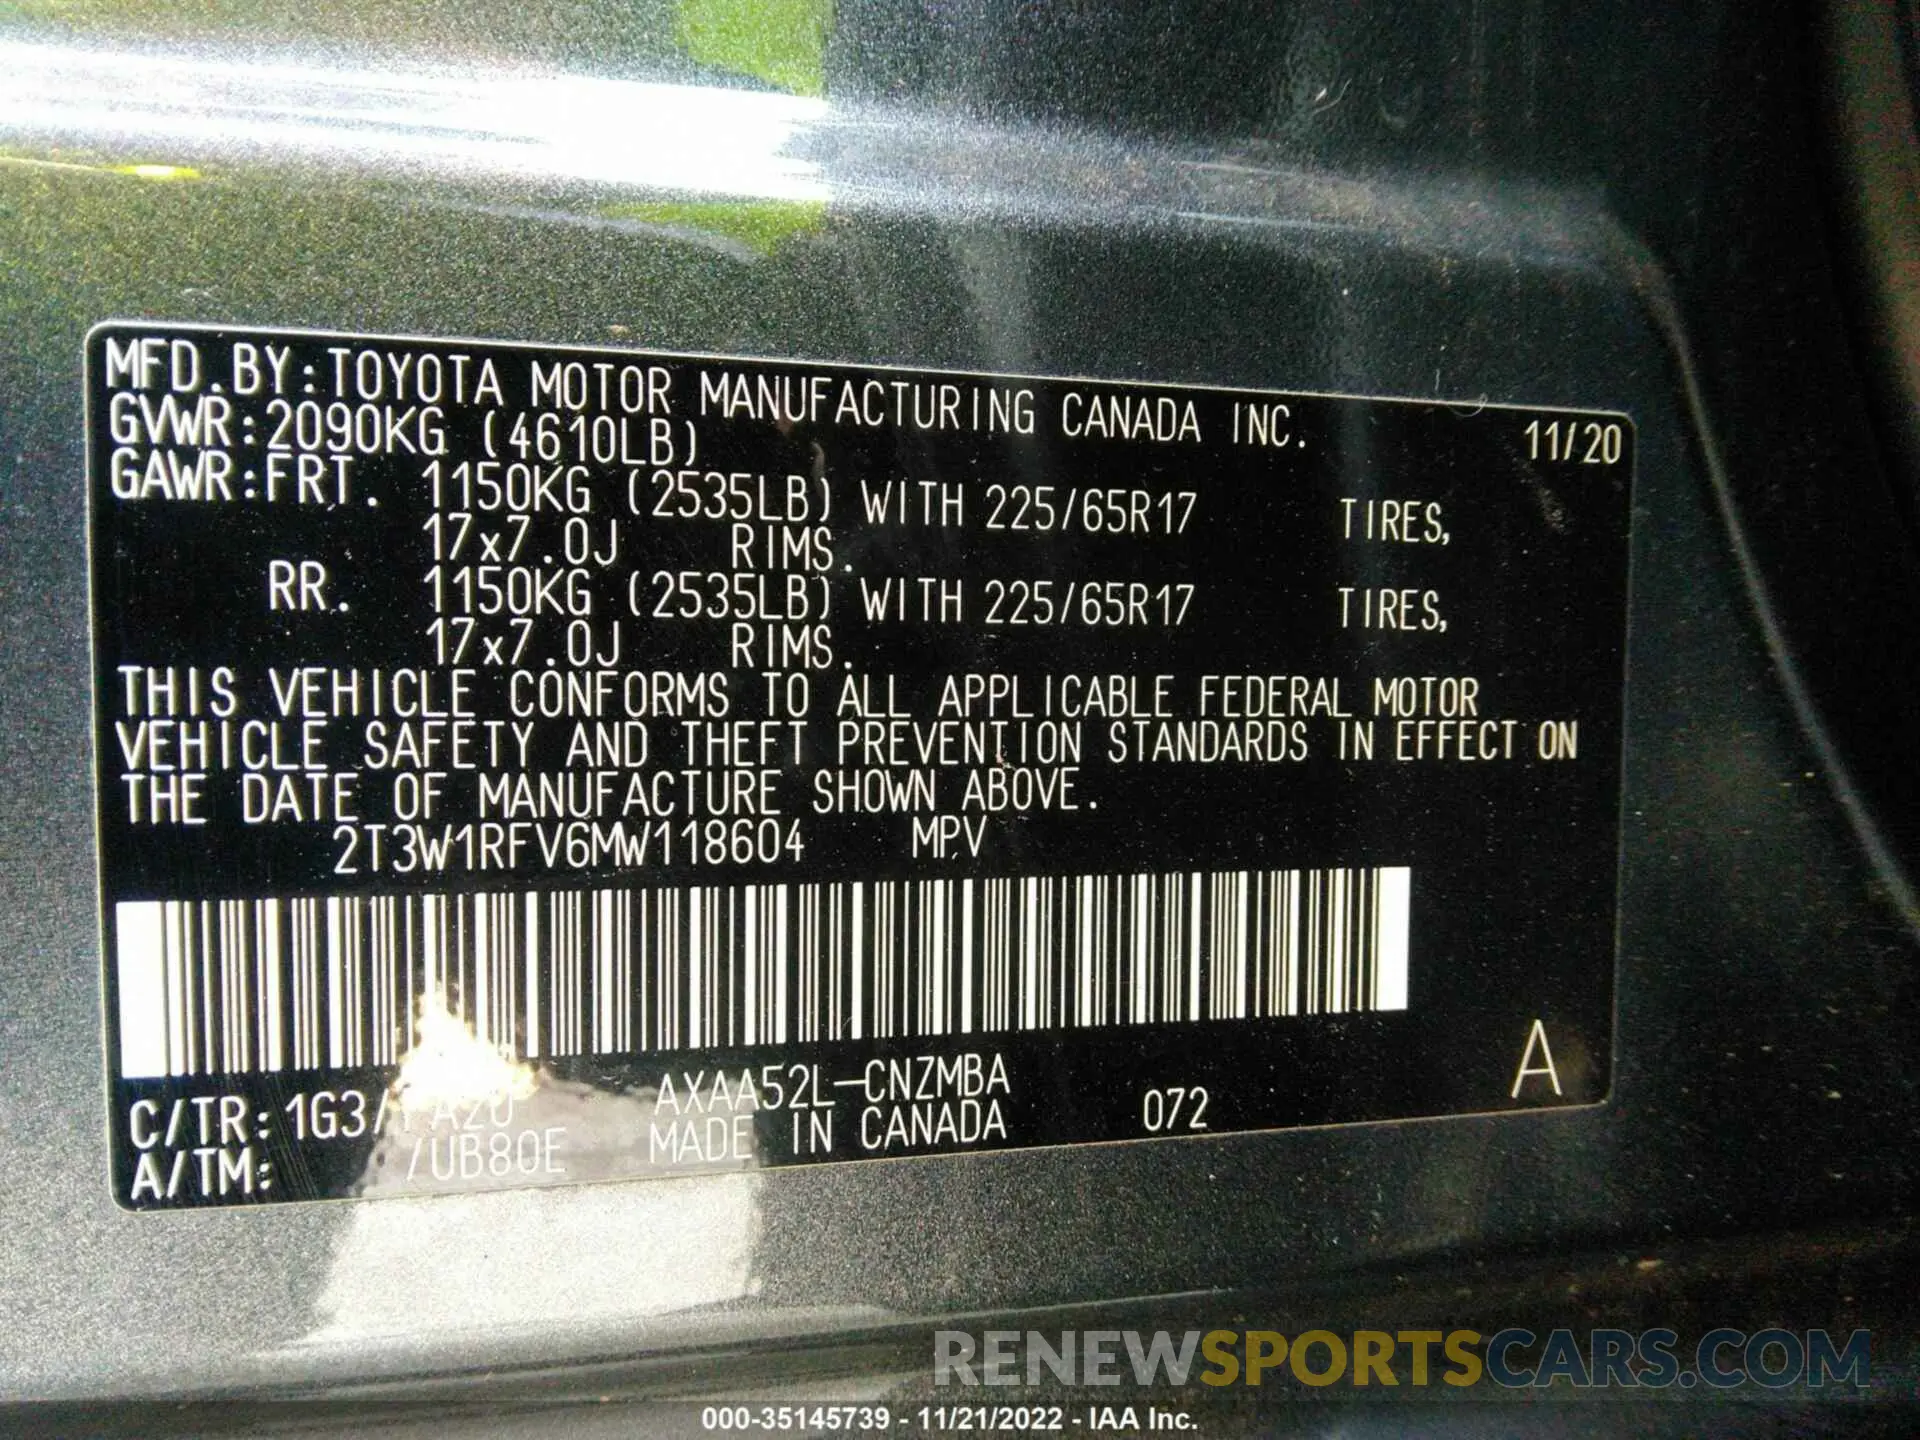 MFD.BY:TOYOTA MOTOR MANUFACTURING CANADA INC. 11/20
GVWR:2090KG (4610LB)
GAWR:FRT. 1150KG (2535LB) WITH 225/65R17 TIRES,
17x7.0J RIMS.
RR. 1150KG (2535LB) WITH 225/65R17 TIRES,
17x7.0J RIMS.
THIS VEHICLE CONFORMS TO ALL APPLICABLE FEDERAL MOTOR
VEHICLE SAFETY AND THEFT PREVENTION STANDARDS IN EFFECT ON
THE DATE OF MANUFACTURE SHOWN ABOVE.
2T3W1RFV6MW118604 MPV
A
C/TR:1G3/ AXAA52L-CNZMBA
A/TM: /UB80E MADE IN CANADA 072
RENEWSPORTSCARS.COM
000-35145739 - 11/21/2022 - IAA Inc.